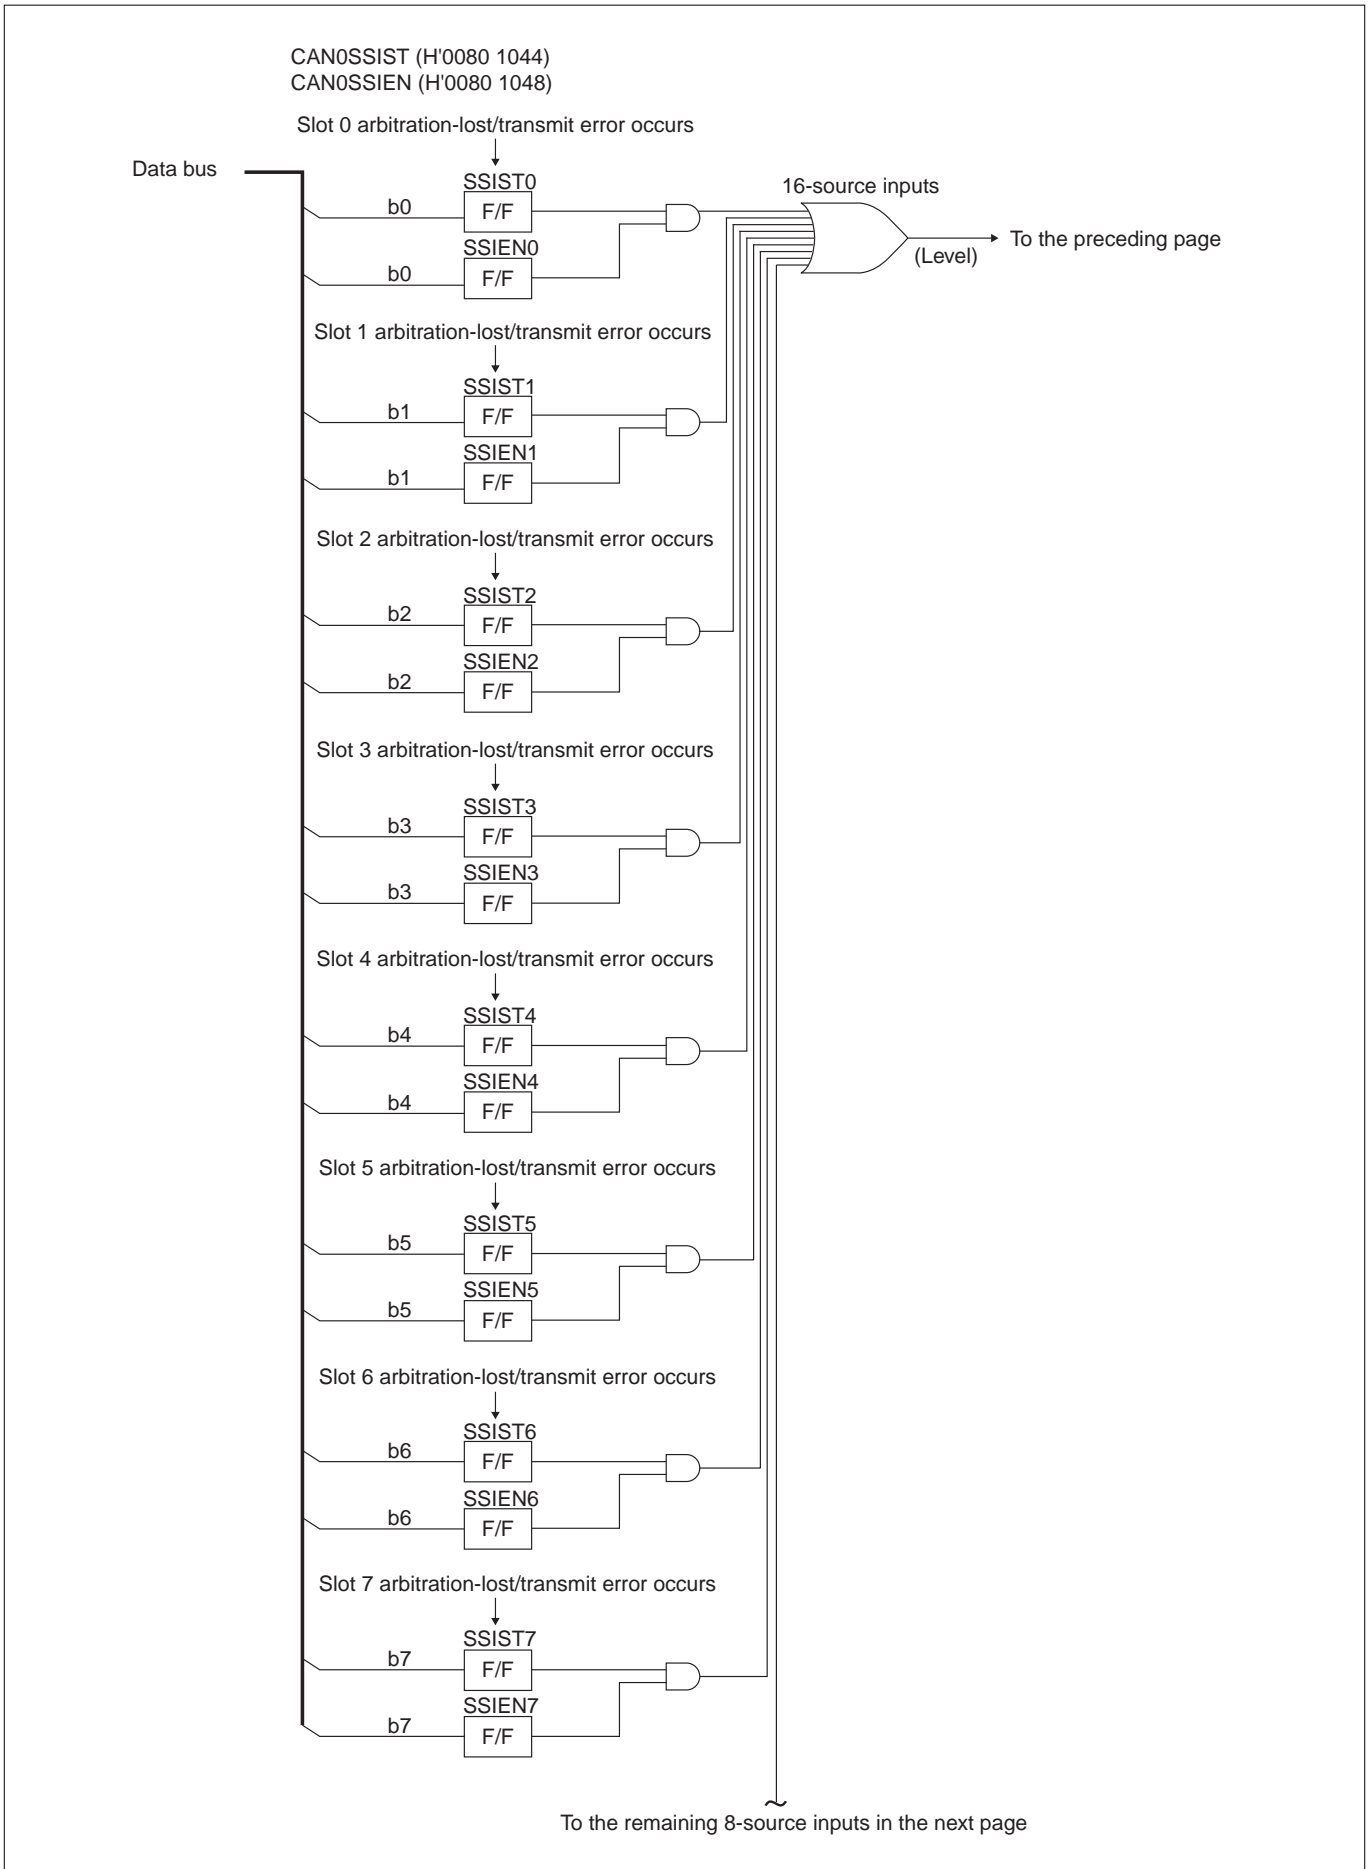 CAN0SSIST (H'0080 1044)
CAN0SSIEN (H'0080 1048)
Slot 0 arbitration-lost/transmit error occurs
Data bus
SSIST0
16-source inputs
b0
F/F
To the preceding page
(Level)
SSIEN0
b0
F/F
Slot 1 arbitration-lost/transmit error occurs
SSIST1
b1
F/F
SSIEN1
b1
F/F
Slot 2 arbitration-lost/transmit error occurs
SSIST2
b2
F/F
SSIEN2
b2
F/F
Slot 3 arbitration-lost/transmit error occurs
SSIST3
b3
F/F
SSIEN3
b3
F/F
Slot 4 arbitration-lost/transmit error occurs
SSIST4
b4
F/F
SSIEN4
b4
F/F
Slot 5 arbitration-lost/transmit error occurs
SSIST5
b5
F/F
SSIEN5
b5
F/F
Slot 6 arbitration-lost/transmit error occurs
SSIST6
b6
F/F
SSIEN6
b6
F/F
Slot 7 arbitration-lost/transmit error occurs
SSIST7
b7
F/F
SSIEN7
b7
F/F
To the remaining 8-source inputs in the next page